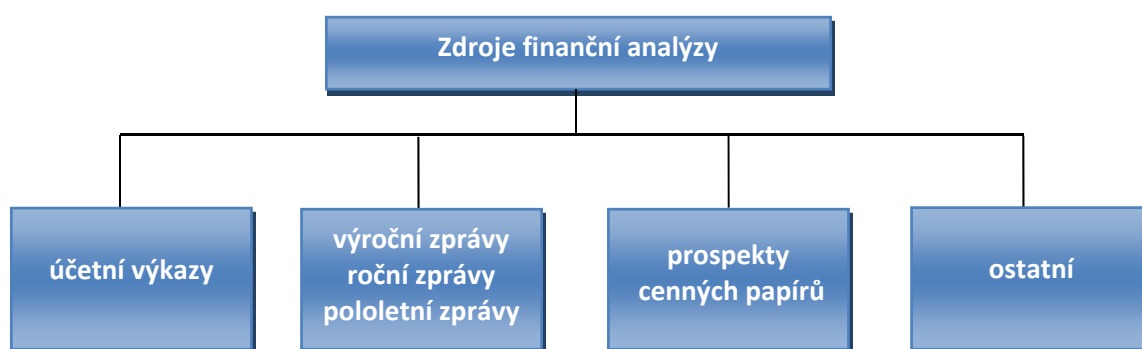 Zdroje finanční analýzy
účetní výkazy
výroční zprávy
roční zprávy
pololetní zprávy
prospekty
cenných papírů
ostatní